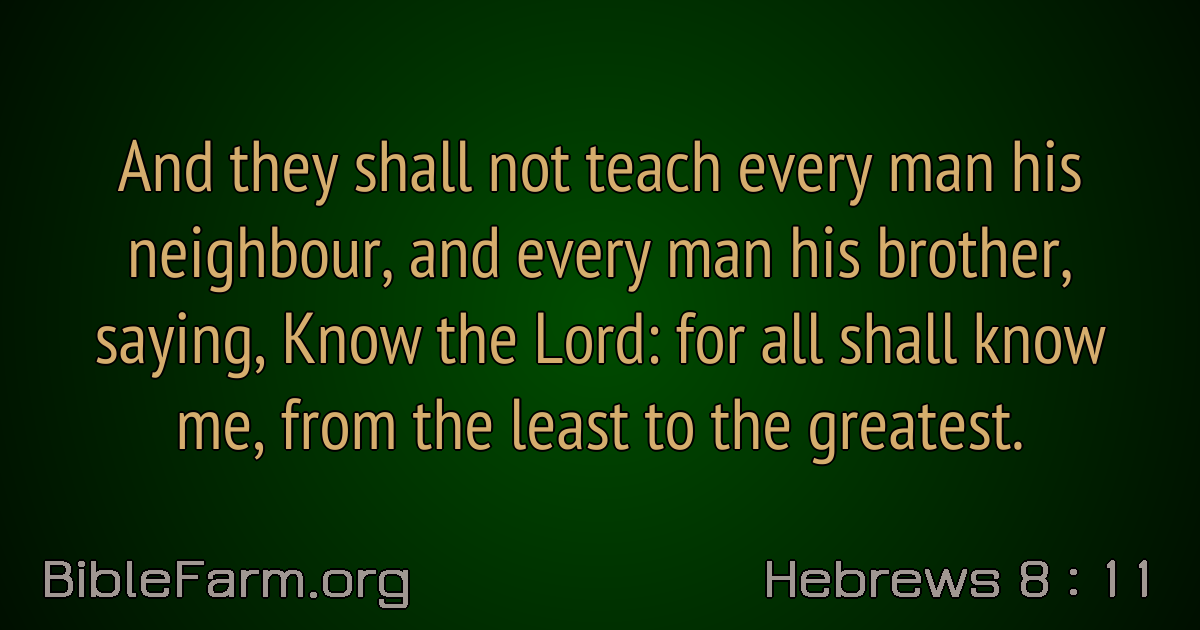 And they shall not teach every man his
neighbour, and every man his brother,
saying, Know the Lord: for all shall know
me, from the least to the greatest.
BibleFarm.org
Hebrews 8 : 11